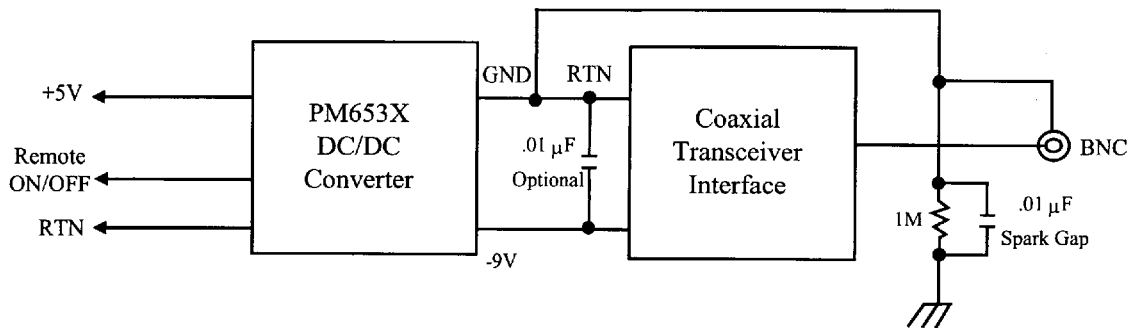 +5V
Remote
ON/OFF
RTN
PM653X
DC/DC
Converter
GND
RTN
.01 µF
Optional
-9V
Coaxial
Transceiver
Interface
BNC
1M
.01 µF
Spark Gap